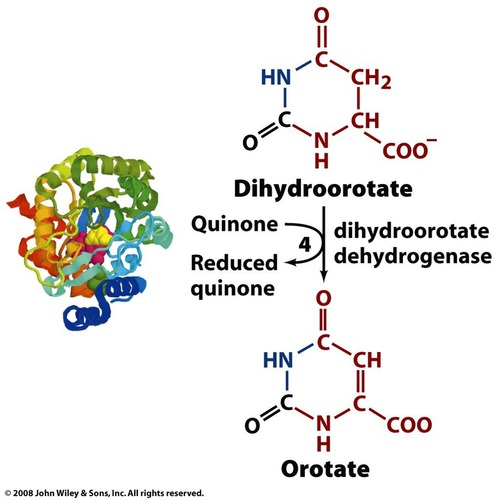 O
C
HN
CH2
C
CH
O
N
H
COO−
Dihydroorotate
Quinone
4
dihydroorotate
dehydrogenase
Reduced
quinone
O
C
HN
CH
C
C
O
N
H
COO
Orotate
© 2008 John Wiley & Sons, Inc. All rights reserved.